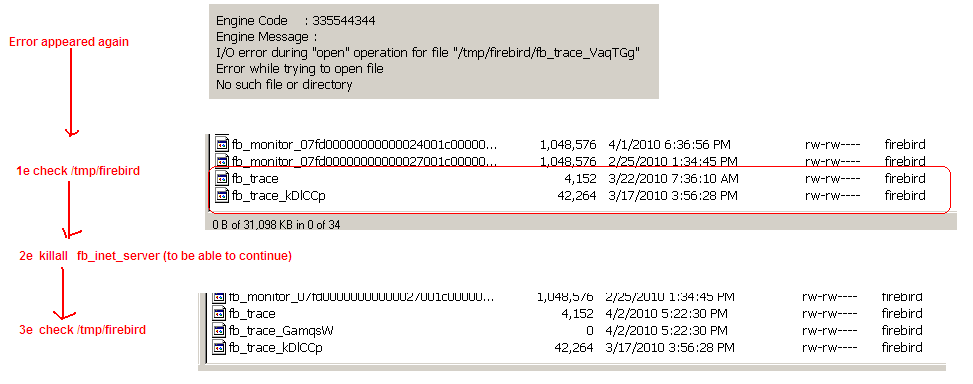 Engine Code : 335544344
Engine Message :
I/O error during "open" operation for file "/tmp/firebird/fb_trace_VaqTGg"
Error while trying to open file
No such file or directory
Error appeared again
fb_monitor_07fd00000000000024001c00000... 1,048,576 4/1/2010 6:36:56 PM rw-rw---- firebird
fb_monitor_07fd00000000000027001c00000... 1,048,576 2/25/2010 1:34:45 PM rw-rw---- firebird
1e check /tmp/firebird
fb_trace 4,152 3/22/2010 7:36:10 AM rw-rw---- firebird
fb_trace_kDlCCp 42,264 3/17/2010 3:56:28 PM rw-rw---- firebird
0 B of 31,098 KB in 0 of 34
2e killall fb_inet_server (to be able to continue)
fb_monitor_07fd00000000000027001c00000... 1,048,576 2/25/2010 1:34:45 PM rw-rw---- firebird
fb_trace 4,152 4/2/2010 5:22:30 PM rw-rw---- firebird
3e check /tmp/firebird
fb_trace_GamqsW 0 4/2/2010 5:22:30 PM rw-rw---- firebird
fb_trace_kDlCCp 42,264 3/17/2010 3:56:28 PM rw-rw---- firebird